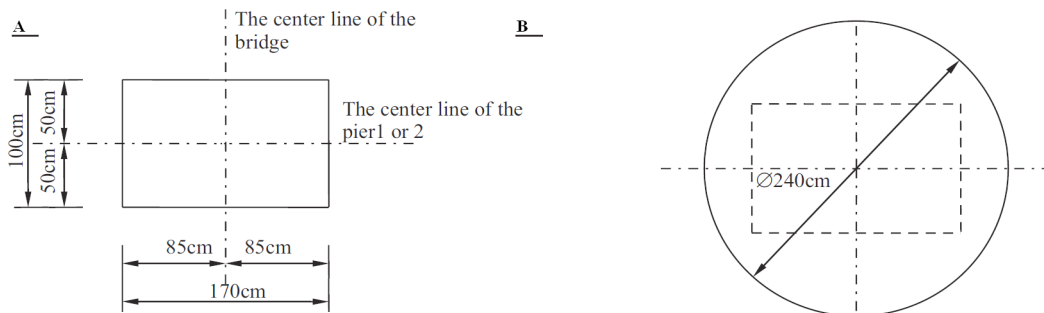 A
The center line of the
bridge
B
100cm
50cm
50cm
The center line of the
pier1 or 2
85cm
85cm
170cm
∅240cm